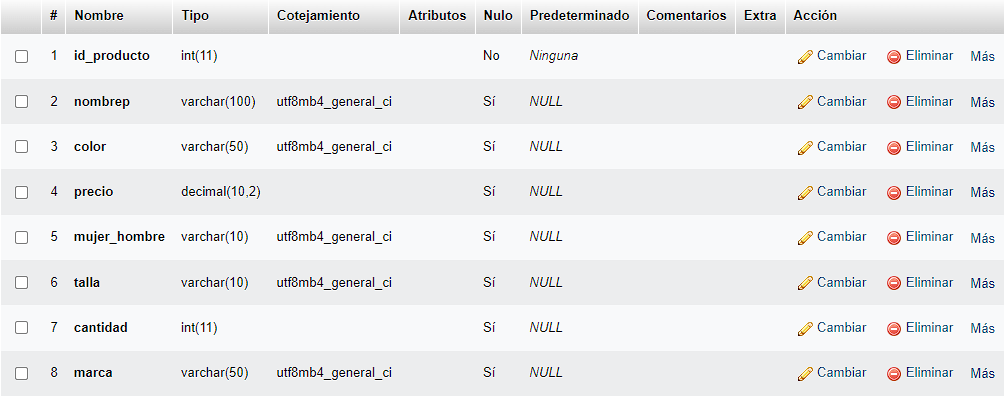 # Nombre Tipo Cotejamiento Atributos Nulo Predeterminado Comentarios Extra Acción
1 id_producto int(11) No Ninguna Cambiar Eliminar Más
2 nombrep varchar(100) utf8mb4_general_ci Sí NULL Cambiar Eliminar Más
3 color varchar(50) utf8mb4_general_ci Sí NULL Cambiar Eliminar Más
4 precio decimal(10,2) Sí NULL Cambiar Eliminar Más
5 mujer_hombre varchar(10) utf8mb4_general_ci Sí NULL Cambiar Eliminar Más
6 talla varchar(10) utf8mb4_general_ci Sí NULL Cambiar Eliminar Más
7 cantidad int(11) Sí NULL Cambiar Eliminar Más
8 marca varchar(50) utf8mb4_general_ci Sí NULL Cambiar Eliminar Más